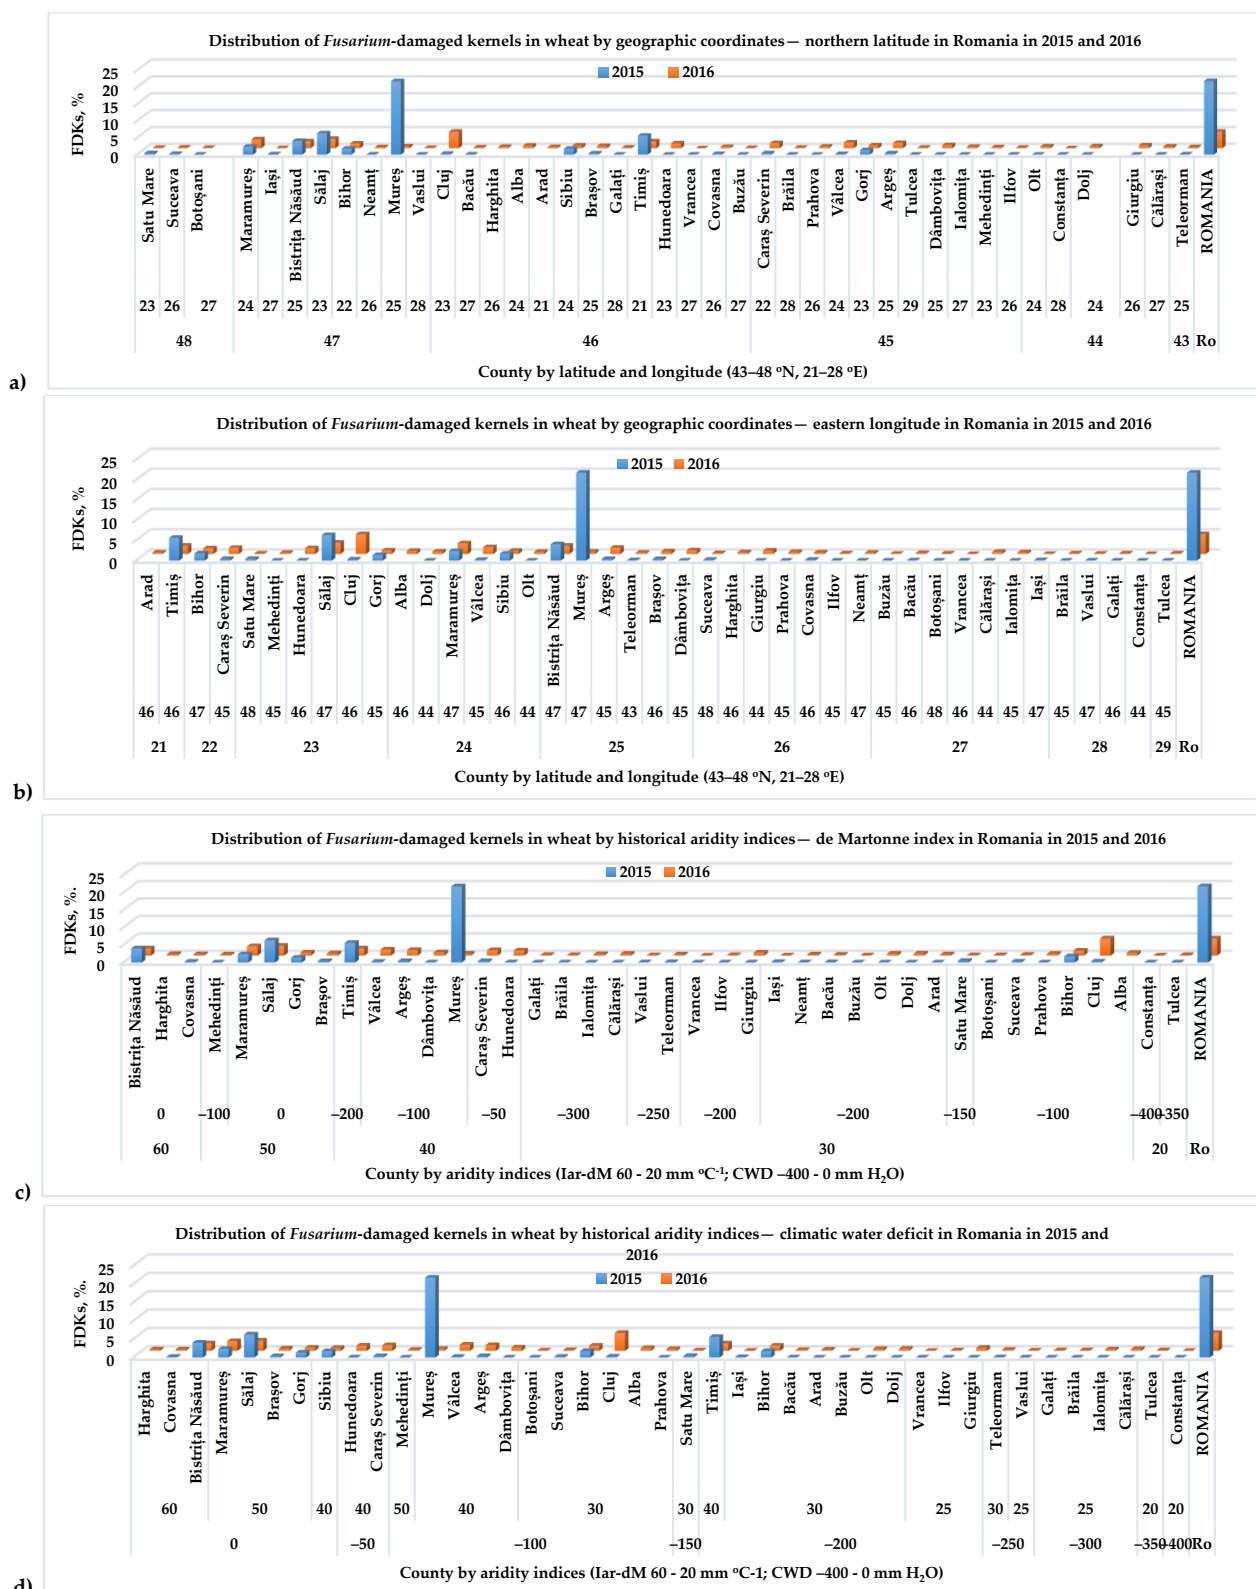 Distribution of Fusarium-damaged kernels in wheat by geographic coordinates— northern latitude in Romania in 2015 and 2016
2015 2016
FDKs, %
25
20
15
10
5
0
Satu Mare Suceava Botoșani Maramureș Iași Bistrița Năsăud Sălaj Bihor Neamț Mureș Vaslui Cluj Bacău Harghita Alba Arad Sibiu Brașov Galați Timiș Hunedoara Vrancea Covasna Buzău Caraș Severin Brăila Prahova Vâlcea Gorj Argeș Tulcea Dâmbovița Ialomița Mehedinți Ilfov Olt Constanța Dolj Giurgiu Călărași Teleorman ROMANIA
23 26 27 24 27 25 23 22 26 25 28 23 27 26 24 21 24 25 28 21 23 27 26 27 22 28 26 24 23 25 29 25 27 23 26 24 28 24 26 27 25
48 47 46 45 44 43 Ro
County by latitude and longitude (43–48 ºN, 21–28 ºE)
a)
Distribution of Fusarium-damaged kernels in wheat by geographic coordinates— eastern longitude in Romania in 2015 and 2016
2015 2016
FDKs, %
25
20
15
10
5
0
Arad Timiș Bihor Caraș Severin Satu Mare Mehedinți Hunedoara Sălaj Cluj Gorj Alba Dolj Maramureș Vâlcea Sibiu Olt Bistrița Năsăud Mureș Argeș Teleorman Brașov Dâmbovița Suceava Harghita Giurgiu Prahova Covasna Ilfov Neamț Buzău Bacău Botoșani Vrancea Călărași Ialomița Iași Brăila Vaslui Galați Constanța Tulcea ROMANIA
46 46 47 45 48 45 46 47 46 45 46 44 47 45 46 44 47 47 45 43 46 45 48 46 44 45 46 45 47 45 46 48 46 44 45 47 45 47 46 44 45
21 22 23 24 25 26 27 28 29 Ro
County by latitude and longitude (43–48 ºN, 21–28 ºE)
b)
Distribution of Fusarium-damaged kernels in wheat by historical aridity indices— de Martonne index in Romania in 2015 and 2016
2015 2016
FDKs, %.
25
20
15
10
5
0
Bistrița Năsăud Harghita Covasna Mehedinți Maramureș Sălaj Gorj Brașov Timiș Vâlcea Argeș Dâmbovița Mureș Caraș Severin Hunedoara Galați Brăila Ialomița Călărași Vaslui Teleorman Vrancea Ilfov Giurgiu Iași Neamț Bacău Buzău Olt Dolj Arad Satu Mare Botoșani Suceava Prahova Bihor Cluj Alba Constanța Tulcea ROMANIA
0 –100 0 –200 –100 –50 –300 –250 –200 –200 –150 –100 –400 –350
60 50 40 30 20 Ro
County by aridity indices (Iar-dM 60 - 20 mm ºC-1; CWD –400 - 0 mm H2O)
c)
Distribution of Fusarium-damaged kernels in wheat by historical aridity indices— climatic water deficit in Romania in 2015 and
2016
2015 2016
FDKs, %.
25
20
15
10
5
0
Harghita Covasna Bistrița Năsăud Maramureș Sălaj Brașov Gorj Sibiu Hunedoara Caraș Severin Mehedinți Mureș Vâlcea Argeș Dâmbovița Botoșani Suceava Bihor Cluj Alba Prahova Satu Mare Timiș Iași Bihor Bacău Arad Buzău Olt Dolj Vrancea Ilfov Giurgiu Teleorman Vaslui Galați Brăila Ialomița Călărași Tulcea Constanța ROMANIA
60 50 40 40 50 40 30 30 40 30 25 30 25 25 20 20
0 –50 –100 –150 –200 –250 –300 –350 –400 Ro
County by aridity indices (Iar-dM 60 - 20 mm ºC-1; CWD –400 - 0 mm H2O)
d)